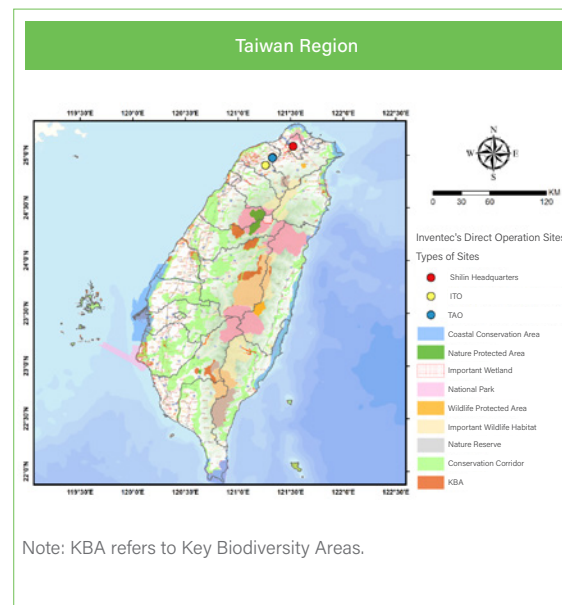 Taiwan Region
119°30'E 120°0'E 120°30'E 121°0'E 121°30'E 122°0'E 122°30'E
N
W E
S
KM
0 30 60 120
Inventec's Direct Operation Sites
Types of Sites
Shilin Headquarters
ITO
TAO
Coastal Conservation Area
Nature Protected Area
Important Wetland
National Park
Wildlife Protected Area
Important Wildlife Habitat
Nature Reserve
Conservation Corridor
KBA
119°30'E 120°0'E 120°30'E 121°0'E 121°30'E 122°0'E 122°30'E
Note: KBA refers to Key Biodiversity Areas.